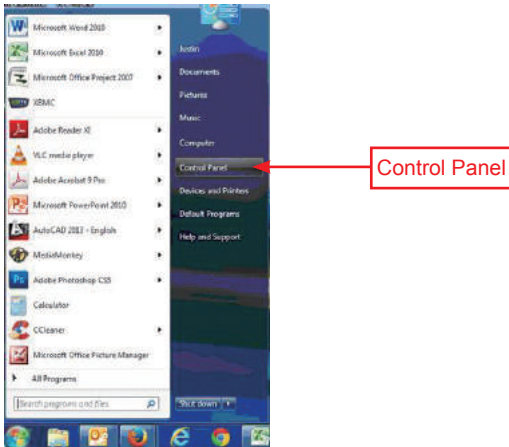 Microsoft Word 2010
Microsoft Excel 2010
Microsoft Office Project 2007
XBMC
Adobe Reader XI
VLC media player
Adobe Acrobat 9 Pro
Microsoft PowerPoint 2010
AutoCAD 2013 - English
MediaMonkey
Adobe Photoshop CS5
Calculator
CCleaner
Microsoft Office Picture Manager
All Programs
Search programs and files
Justin
Documents
Pictures
Music
Computer
Control Panel
Devices and Printers
Default Programs
Help and Support
Shut down
Control Panel